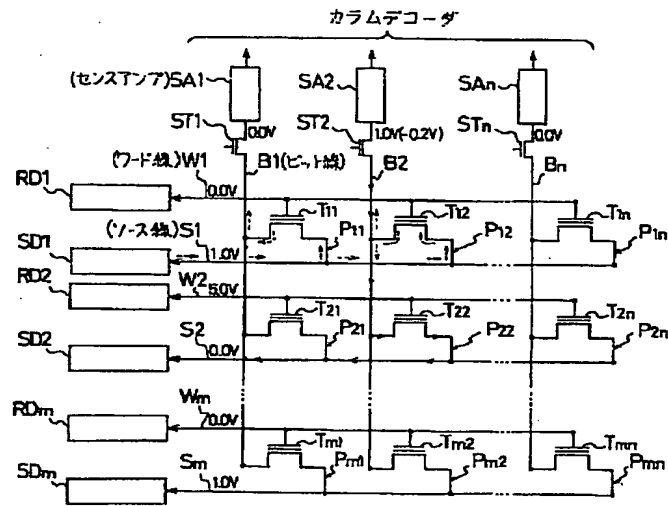 カラムデコーダ
(センスアンプ)SA1 SA2 SAn
ST1 0.0V ST2 1.0V(-0.2V) STn 0.0V
B1(ビット線) B2 Bn
(ワード線)W1
RD1 0.0V
T11 T12 T1n
(ソース線)S1 P11 P12 P1n
SD1 1.0V
RD2 W2 5.0V
T21 T22 T2n
S2 P21 P22 P2n
SD2 0.0V
Wm
RDm 0.0V
Tm1 Tm2 Tmn
Sm Pm1 Pm2 Pmn
SDm 1.0V